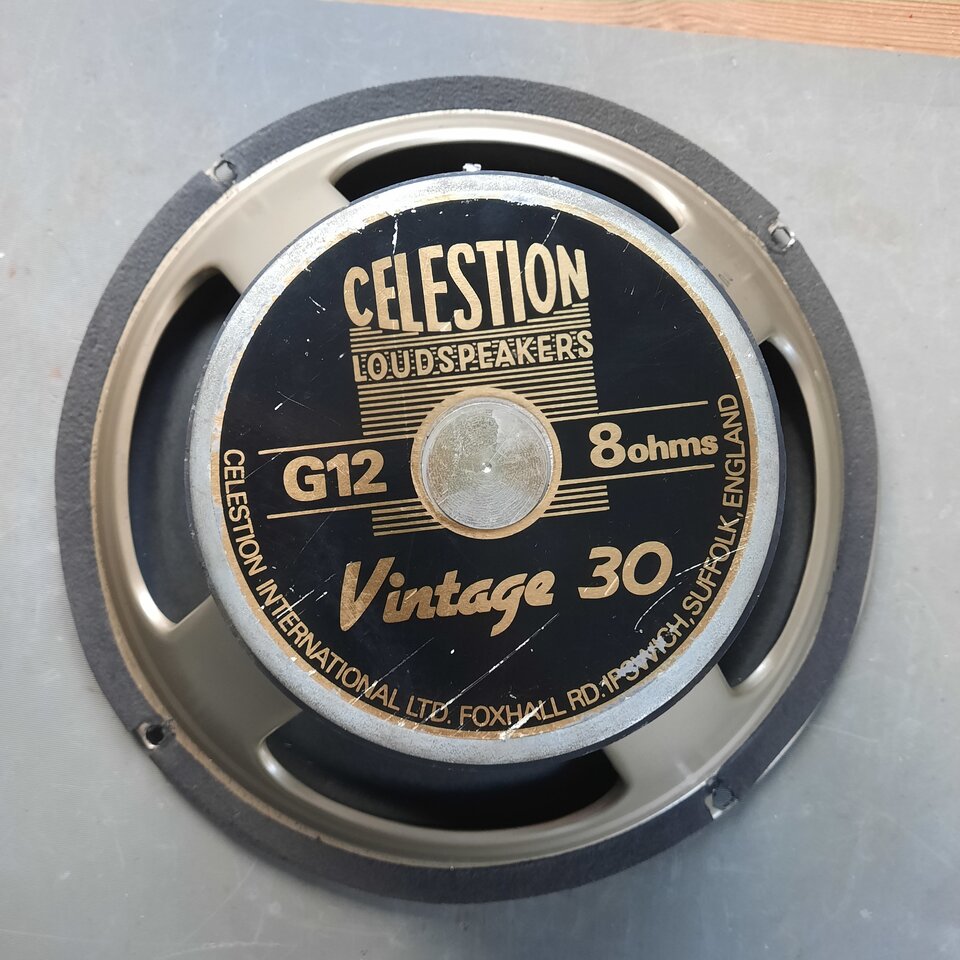 CELESTION
LOUDSPEAKERS
G12
8ohms
Vintage 30
CELESTION INTERNATIONAL LTD. FOXHALL RD. IPSWICH, SUFFOLK, ENGLAND